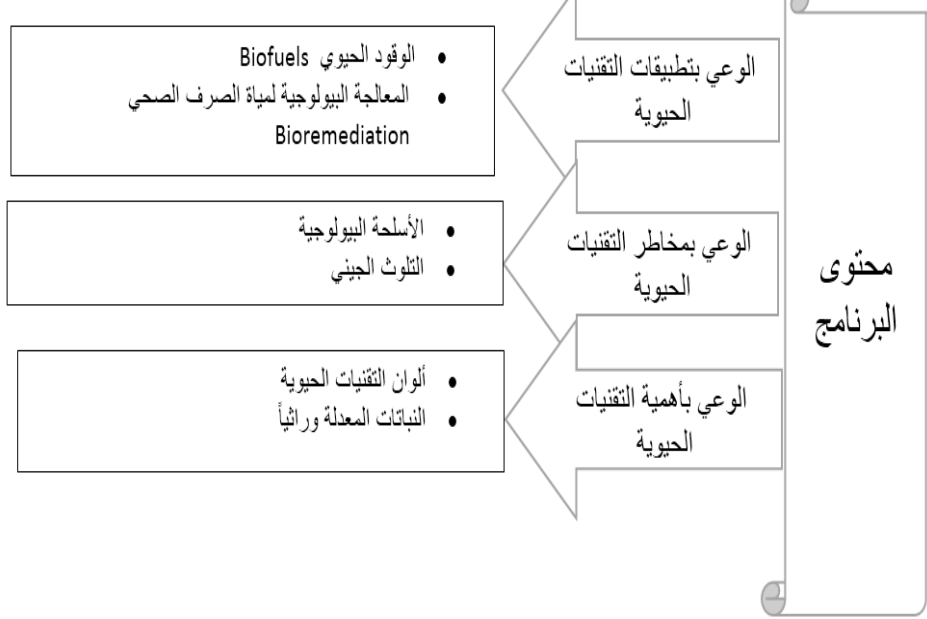 محتوى
البرنامج
الوعي بتطبيقات التقنيات
الحيوية
• الوقود الحيوي Biofuels
• المعالجة البيولوجية لمياة الصرف الصحي
Bioremediation
الوعي بمخاطر التقنيات
الحيوية
• الأسلحة البيولوجية
• التلوث الجيني
الوعي بأهمية التقنيات
الحيوية
• ألوان التقنيات الحيوية
• النباتات المعدلة وراثياً